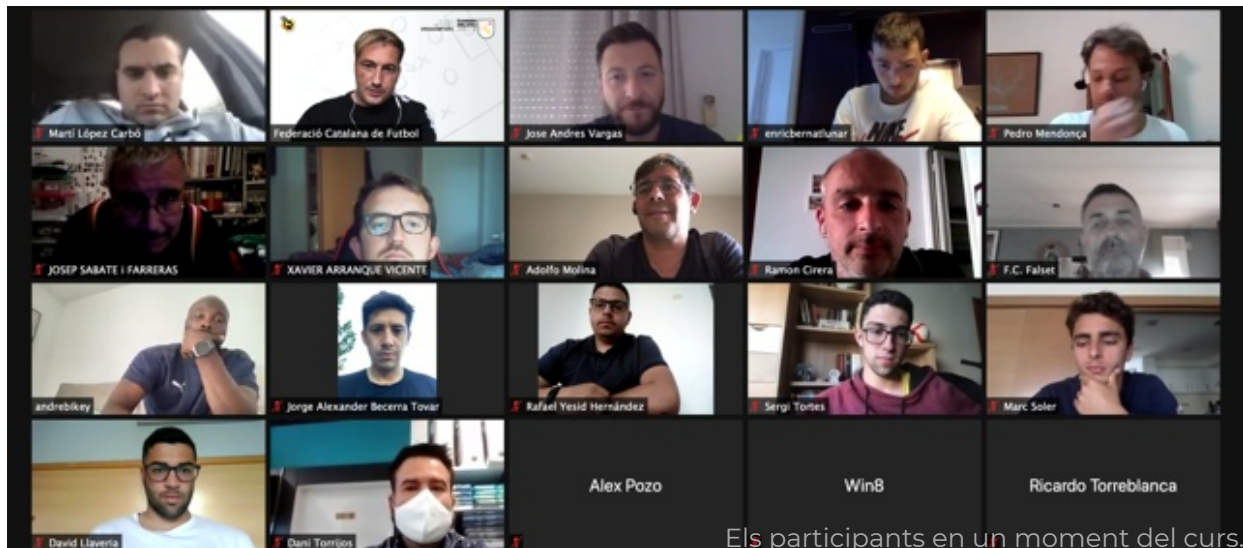 Martí López Carbó
Federació Catalana de Futbol
Jose Andres Vargas
enricbernatlunar
Pedro Mendonça
JOSEP SABATE i FARRERAS
XAVIER ARRANQUE VICENTE
Adolfo Molina
Ramon Cirera
F.C. Falset
andrebikey
Jorge Alexander Becerra Tovar
Rafael Yesid Hernández
Sergi Tortes
Marc Soler
David Llaveria
Dani Torrijos
Alex Pozo
Win8
Ricardo Torreblanca
Els participants en un moment del curs.